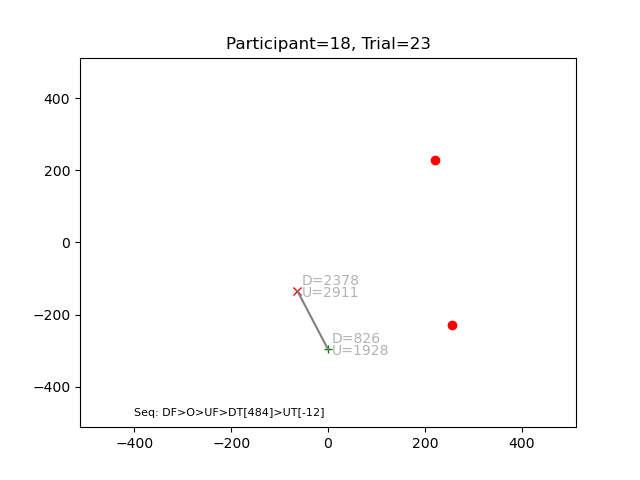 Participant=18, Trial=23
400
200
0
−200
−400
D=2378
U=2911
D=826
U=1928
Seq: DF>O>UF>DT[484]>UT[-12]
−400
−200
0
200
400